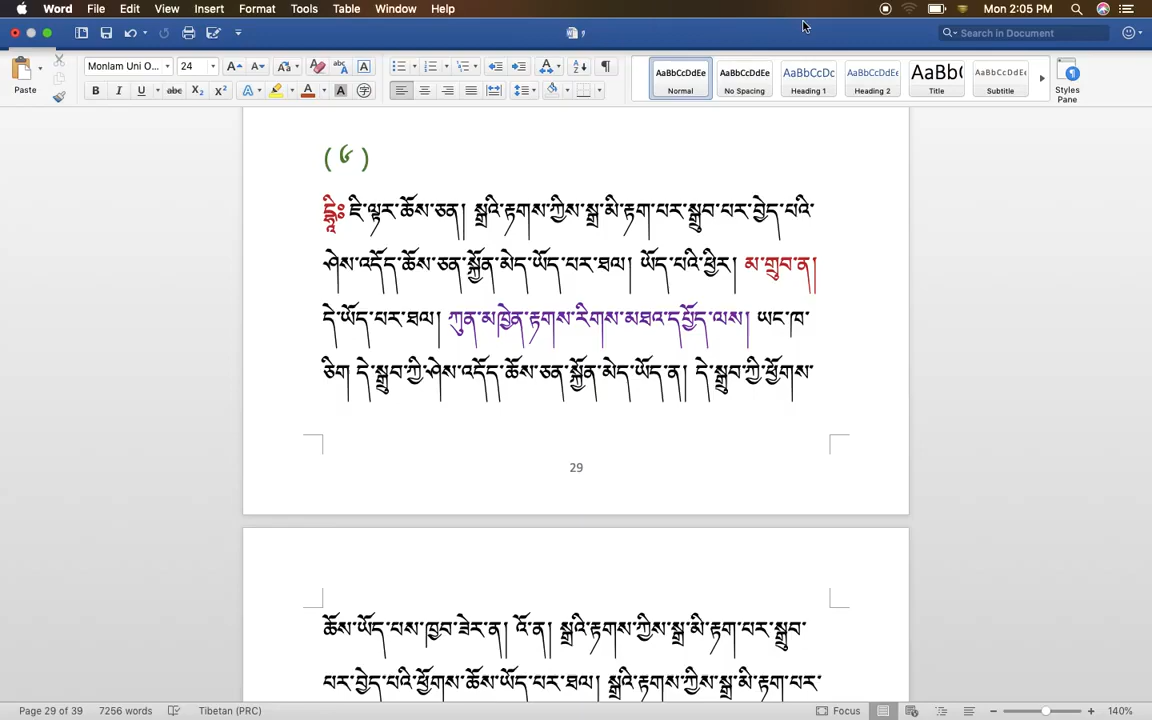 Word File Edit View Insert Format Tools Table Window Help Mon 2:05 PM
Search in Document
Paste Monlam Uni O... 24
AaBbCcDdEe AaBbCcDdEe AaBbCcDc AaBbCcDdEe AaBb( AaBbCcDdEe
Normal No Spacing Heading 1 Heading 2 Title Subtitle Styles Pane
( ༦ )
ཇི་ལྟར་ཆོས་ཅན། སྒྲའི་རྟགས་ཀྱིས་སྒྲ་མི་རྟག་པར་སྒྲུབ་པར་བྱེད་པའི་
ཤེས་འདོད་ཆོས་ཅན་སྐྱོན་མེད་ཡོད་པར་ཐལ། ཡོད་པའི་ཕྱིར། མ་གྲུབ་ན།
དེ་ཡོད་པར་ཐལ། ཀུན་མཁྱེན་རྟགས་རིགས་མཐའ་དཔྱོད་ལས། ཡང་ཁ་
ཅིག དེ་སྒྲུབ་ཀྱི་ཤེས་འདོད་ཆོས་ཅན་སྐྱོན་མེད་ཡོད་ན། དེ་སྒྲུབ་ཀྱི་ཕྱོགས་
29
ཆོས་ཡོད་པས་ཁྱབ་ཟེར་ན། འོ་ན། སྒྲའི་རྟགས་ཀྱིས་སྒྲ་མི་རྟག་པར་སྒྲུབ་
པར་བྱེད་པའི་ཕྱོགས་ཆོས་ཡོད་པར་ཐལ། སྒྲའི་རྟགས་ཀྱིས་སྒྲ་མི་རྟག་པར་
Page 29 of 39 7256 words Tibetan (PRC) Focus 140%